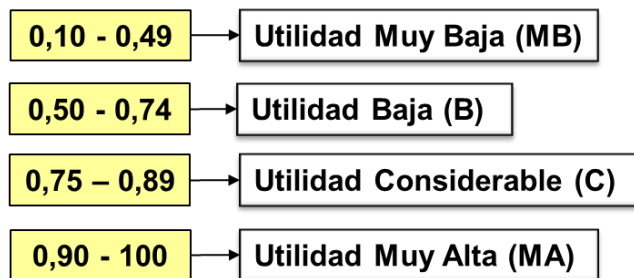 0,10 - 0,49 Utilidad Muy Baja (MB)
0,50 - 0,74 Utilidad Baja (B)
0,75 – 0,89 Utilidad Considerable (C)
0,90 - 100 Utilidad Muy Alta (MA)